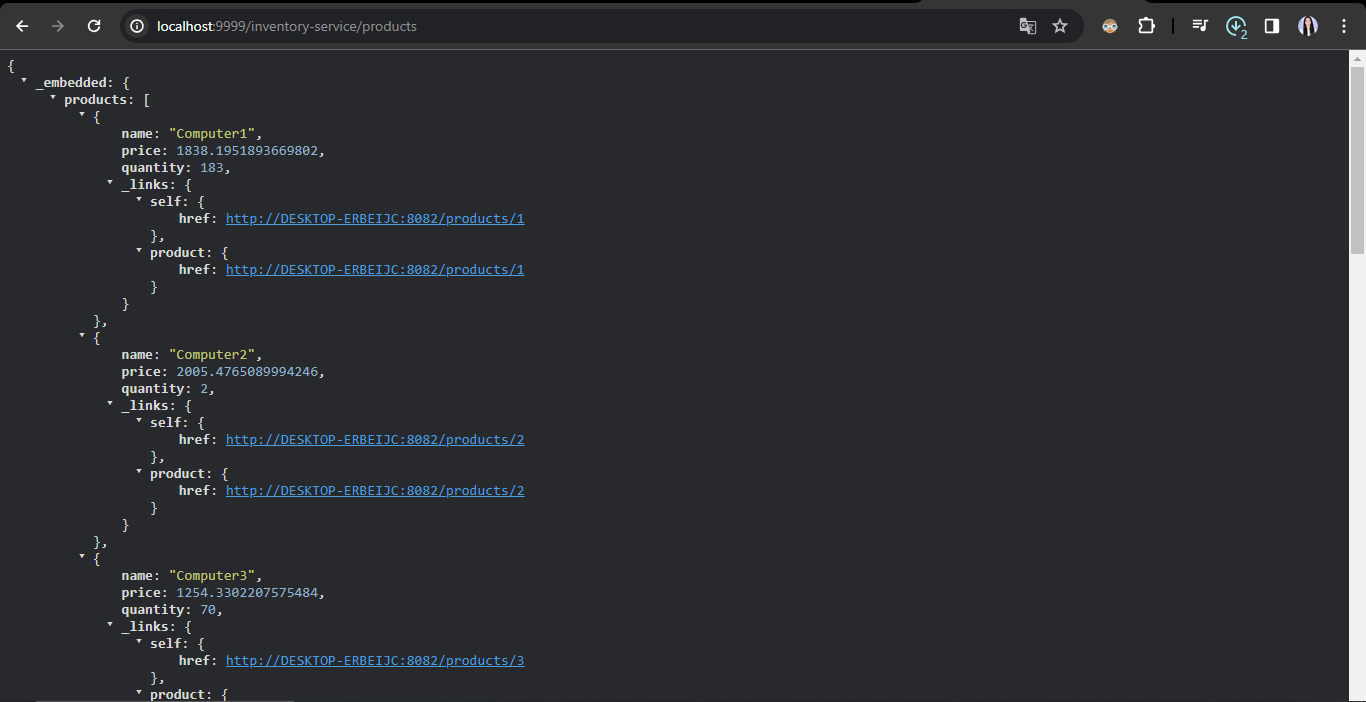 localhost:9999/inventory-service/products
2
{
_embedded: {
products: [
{
name: "Computer1",
price: 1838.1951893669802,
quantity: 183,
_links: {
self: {
href: http://DESKTOP-ERBEIJC:8082/products/1
},
product: {
href: http://DESKTOP-ERBEIJC:8082/products/1
}
}
},
{
name: "Computer2",
price: 2005.4765089994246,
quantity: 2,
_links: {
self: {
href: http://DESKTOP-ERBEIJC:8082/products/2
},
product: {
href: http://DESKTOP-ERBEIJC:8082/products/2
}
}
},
{
name: "Computer3",
price: 1254.3302207575484,
quantity: 70,
_links: {
self: {
href: http://DESKTOP-ERBEIJC:8082/products/3
},
product: {